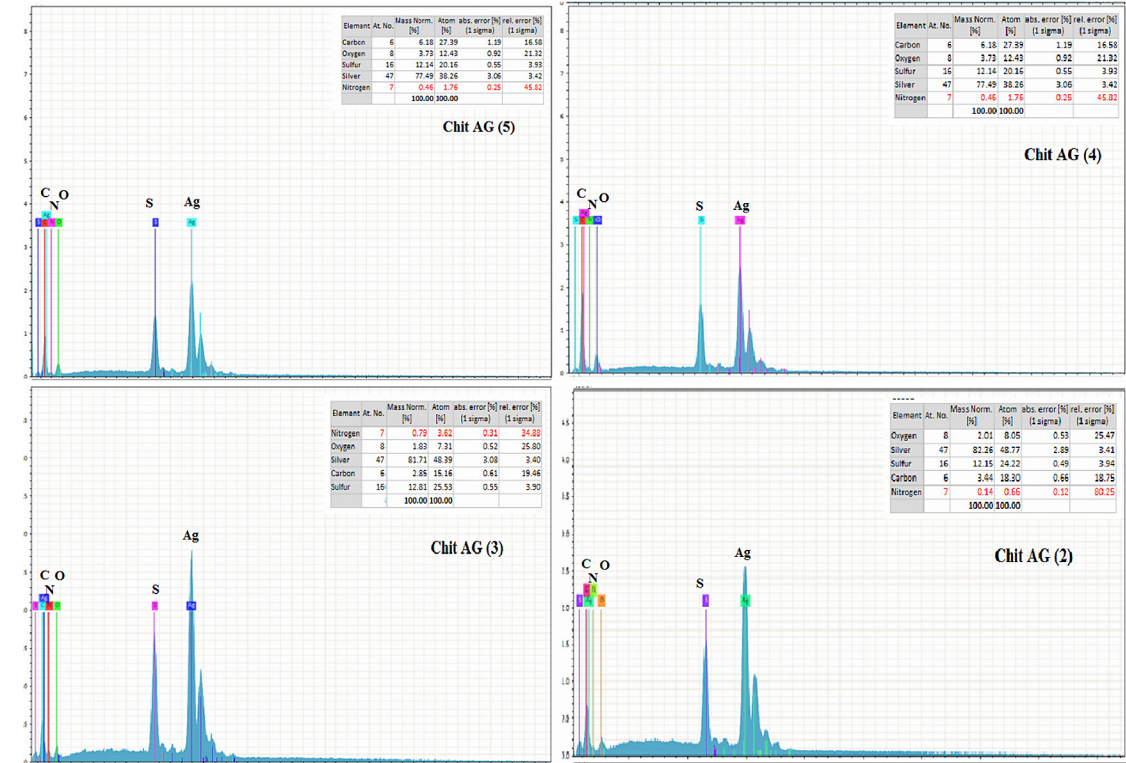 Element At. No. Mass Norm. [%] Atom [%] abs. error [%] (1 sigma) rel. error [%] (1 sigma)
Carbon 6 6.18 27.39 1.19 16.58
Oxygen 8 3.73 12.43 0.92 21.32
Sulfur 16 12.14 20.16 0.55 3.93
Silver 47 77.49 38.26 3.06 3.42
Nitrogen 7 0.46 1.76 0.25 45.82
100.00 100.00
Chit AG (5)
C N O S Ag
Element At. No. Mass Norm. [%] Atom [%] abs. error [%] (1 sigma) rel. error [%] (1 sigma)
Carbon 6 6.18 27.39 1.19 16.58
Oxygen 8 3.73 12.43 0.92 21.32
Sulfur 16 12.14 20.16 0.55 3.93
Silver 47 77.49 38.26 3.06 3.42
Nitrogen 7 0.46 1.76 0.25 45.82
100.00 100.00
Chit AG (4)
C N O S Ag
Element At. No. Mass Norm. [%] Atom [%] abs. error [%] (1 sigma) rel. error [%] (1 sigma)
Nitrogen 7 0.79 3.62 0.31 34.88
Oxygen 8 1.83 7.31 0.52 25.80
Silver 47 81.71 48.39 3.08 3.40
Carbon 6 2.85 15.16 0.61 19.46
Sulfur 16 12.81 25.53 0.55 3.90
100.00 100.00
Chit AG (3)
C N O S Ag
Element At. No. Mass Norm. [%] Atom [%] abs. error [%] (1 sigma) rel. error [%] (1 sigma)
Oxygen 8 2.01 8.05 0.53 25.47
Silver 47 82.26 48.77 2.89 3.41
Sulfur 16 12.15 24.22 0.49 3.94
Carbon 6 3.44 18.30 0.66 18.75
Nitrogen 7 0.14 0.66 0.12 80.25
100.00 100.00
Chit AG (2)
C N O S Ag